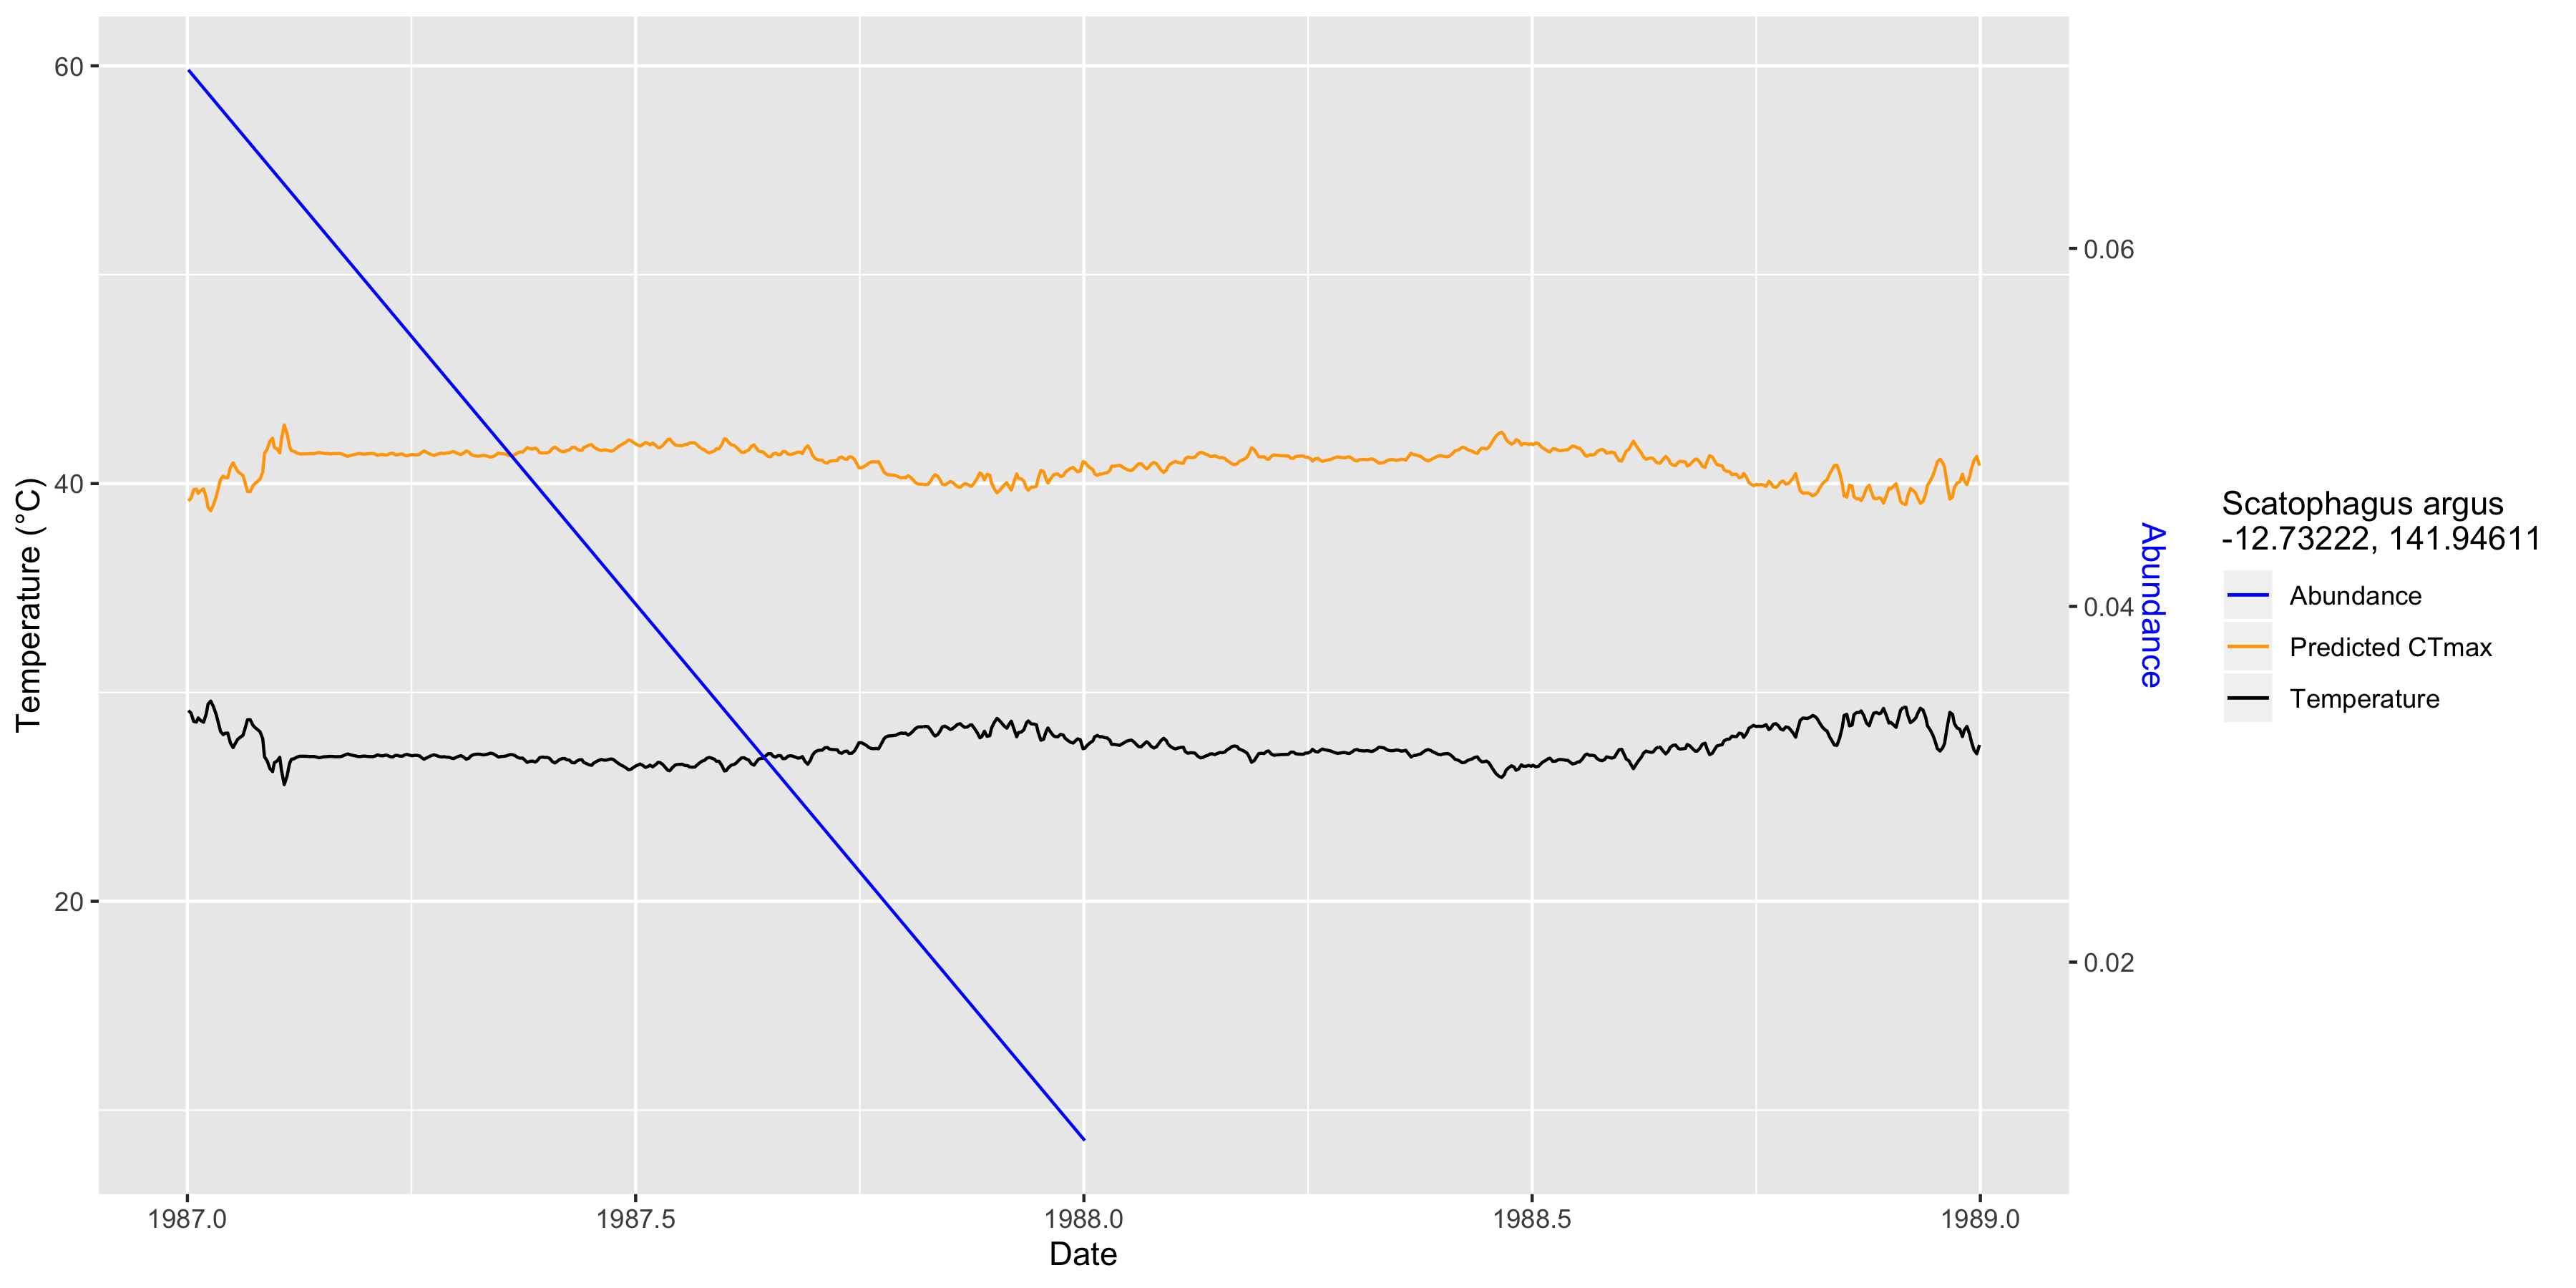 60
40
20
Temperature (°C)
1987.0
1987.5
1988.0
1988.5
1989.0
Date
0.06
0.04
0.02
Abundance
Scatophagus argus
-12.73222, 141.94611
Abundance
Predicted CTmax
Temperature